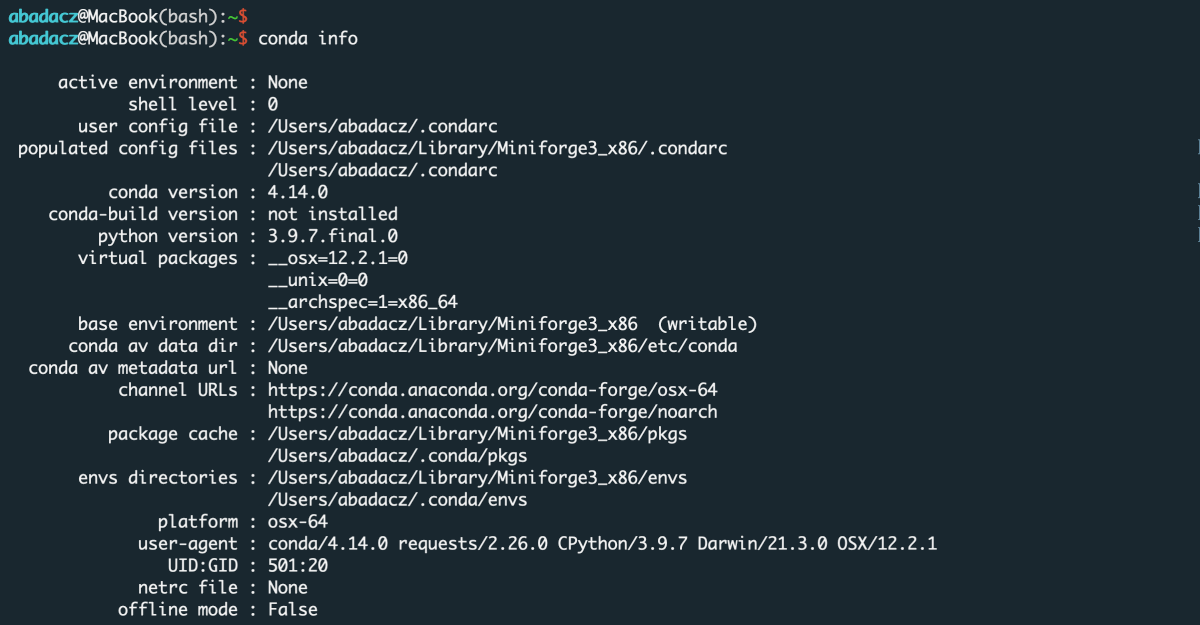 abadacz@MacBook(bash):~$
abadacz@MacBook(bash):~$ conda info
active environment : None
shell level : 0
user config file : /Users/abadacz/.condarc
populated config files : /Users/abadacz/Library/Miniforge3_x86/.condarc
/Users/abadacz/.condarc
conda version : 4.14.0
conda-build version : not installed
python version : 3.9.7.final.0
virtual packages : __osx=12.2.1=0
__unix=0=0
__archspec=1=x86_64
base environment : /Users/abadacz/Library/Miniforge3_x86  (writable)
conda av data dir : /Users/abadacz/Library/Miniforge3_x86/etc/conda
conda av metadata url : None
channel URLs : https://conda.anaconda.org/conda-forge/osx-64
https://conda.anaconda.org/conda-forge/noarch
package cache : /Users/abadacz/Library/Miniforge3_x86/pkgs
/Users/abadacz/.conda/pkgs
envs directories : /Users/abadacz/Library/Miniforge3_x86/envs
/Users/abadacz/.conda/envs
platform : osx-64
user-agent : conda/4.14.0 requests/2.26.0 CPython/3.9.7 Darwin/21.3.0 OSX/12.2.1
UID:GID : 501:20
netrc file : None
offline mode : False